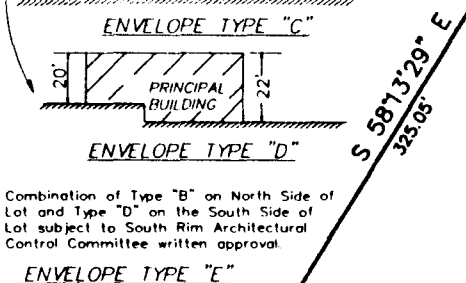 ENVELOPE TYPE "C"
20'
PRINCIPAL
BUILDING
22'
ENVELOPE TYPE "D"
S 58°13'29" E
325.05'
Combination of Type "B" on North Side of
Lot and Type "D" on the South Side of
Lot subject to South Rim Architectural
Control Committee written approval.
ENVELOPE TYPE "E"